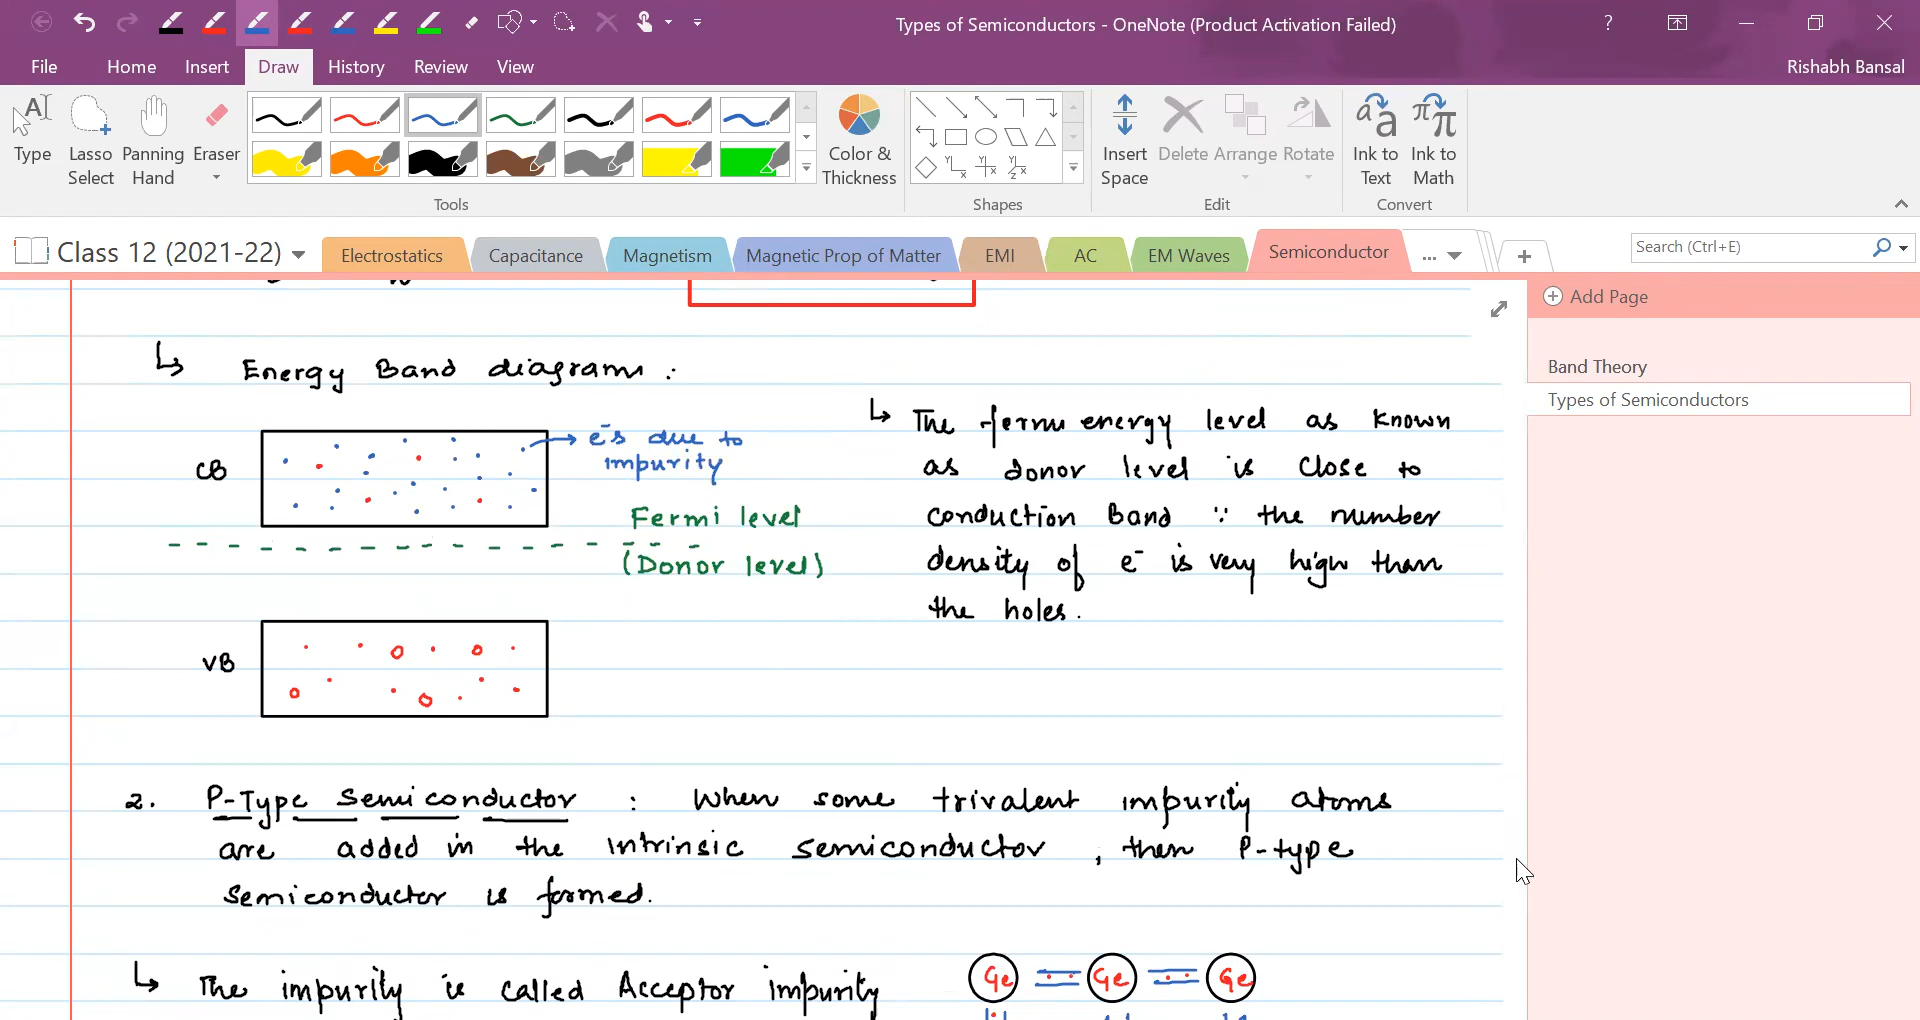 Types of Semiconductors - OneNote (Product Activation Failed)
?
File Home Insert Draw History Review View
Rishabh Bansal
Type
Lasso Select
Panning Hand
Eraser
Color & Thickness
Insert Space
Delete
Arrange
Rotate
Ink to Text
Ink to Math
Tools
Shapes
Edit
Convert
Class 12 (2021-22)
Electrostatics
Capacitance
Magnetism
Magnetic Prop of Matter
EMI
AC
EM Waves
Semiconductor
...
Search (Ctrl+E)
Add Page
Band Theory
Types of Semiconductors
↳ Energy Band diagram :
CB
→ e⁻s due to
impurity
Fermi level
(Donor level)
VB
↳ The fermi energy level as known
as donor level is close to
conduction Band ∵ the number
density of e⁻ is very high than
the holes.
2. P-Type Semiconductor : When some trivalent impurity atoms
are added in the intrinsic semiconductor, then P-type
semiconductor is formed.
↳ The impurity is called Acceptor impurity
Ge Ge Ge